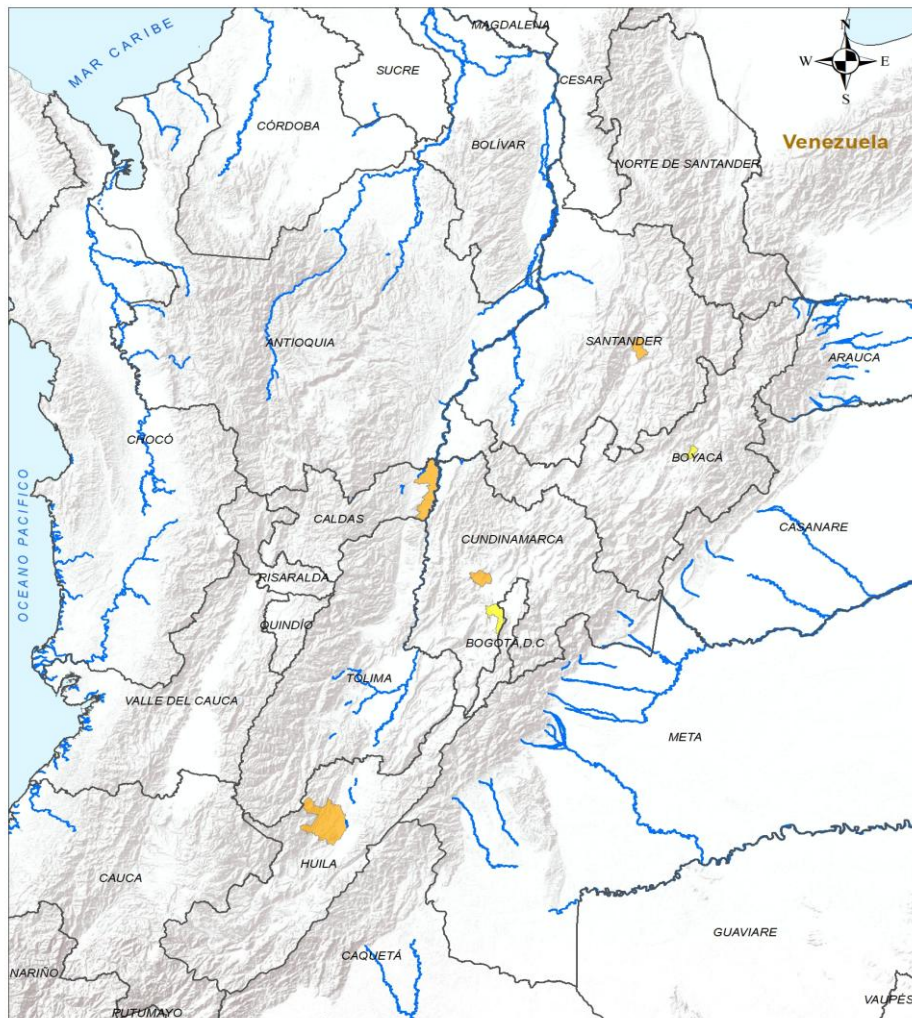 MAGDALENA
N
MAR CARIBE
W
E
SUCRE
CESAR
S
CÓRDOBA
BOLÍVAR
Venezuela
NORTE DE SANTANDER
ANTIOQUIA
SANTANDER
ARAUCA
CHOCÓ
BOYACÁ
OCEANO PACIFICO
CALDAS
CASANARE
CUNDINAMARCA
RISARALDA
QUINDÍO
BOGOTÁ,D.C
TOLIMA
VALLE DEL CAUCA
META
HUILA
CAUCA
GUAVIARE
CAQUETÁ
NARIÑO
VAUPÉS
PUTUMAYO